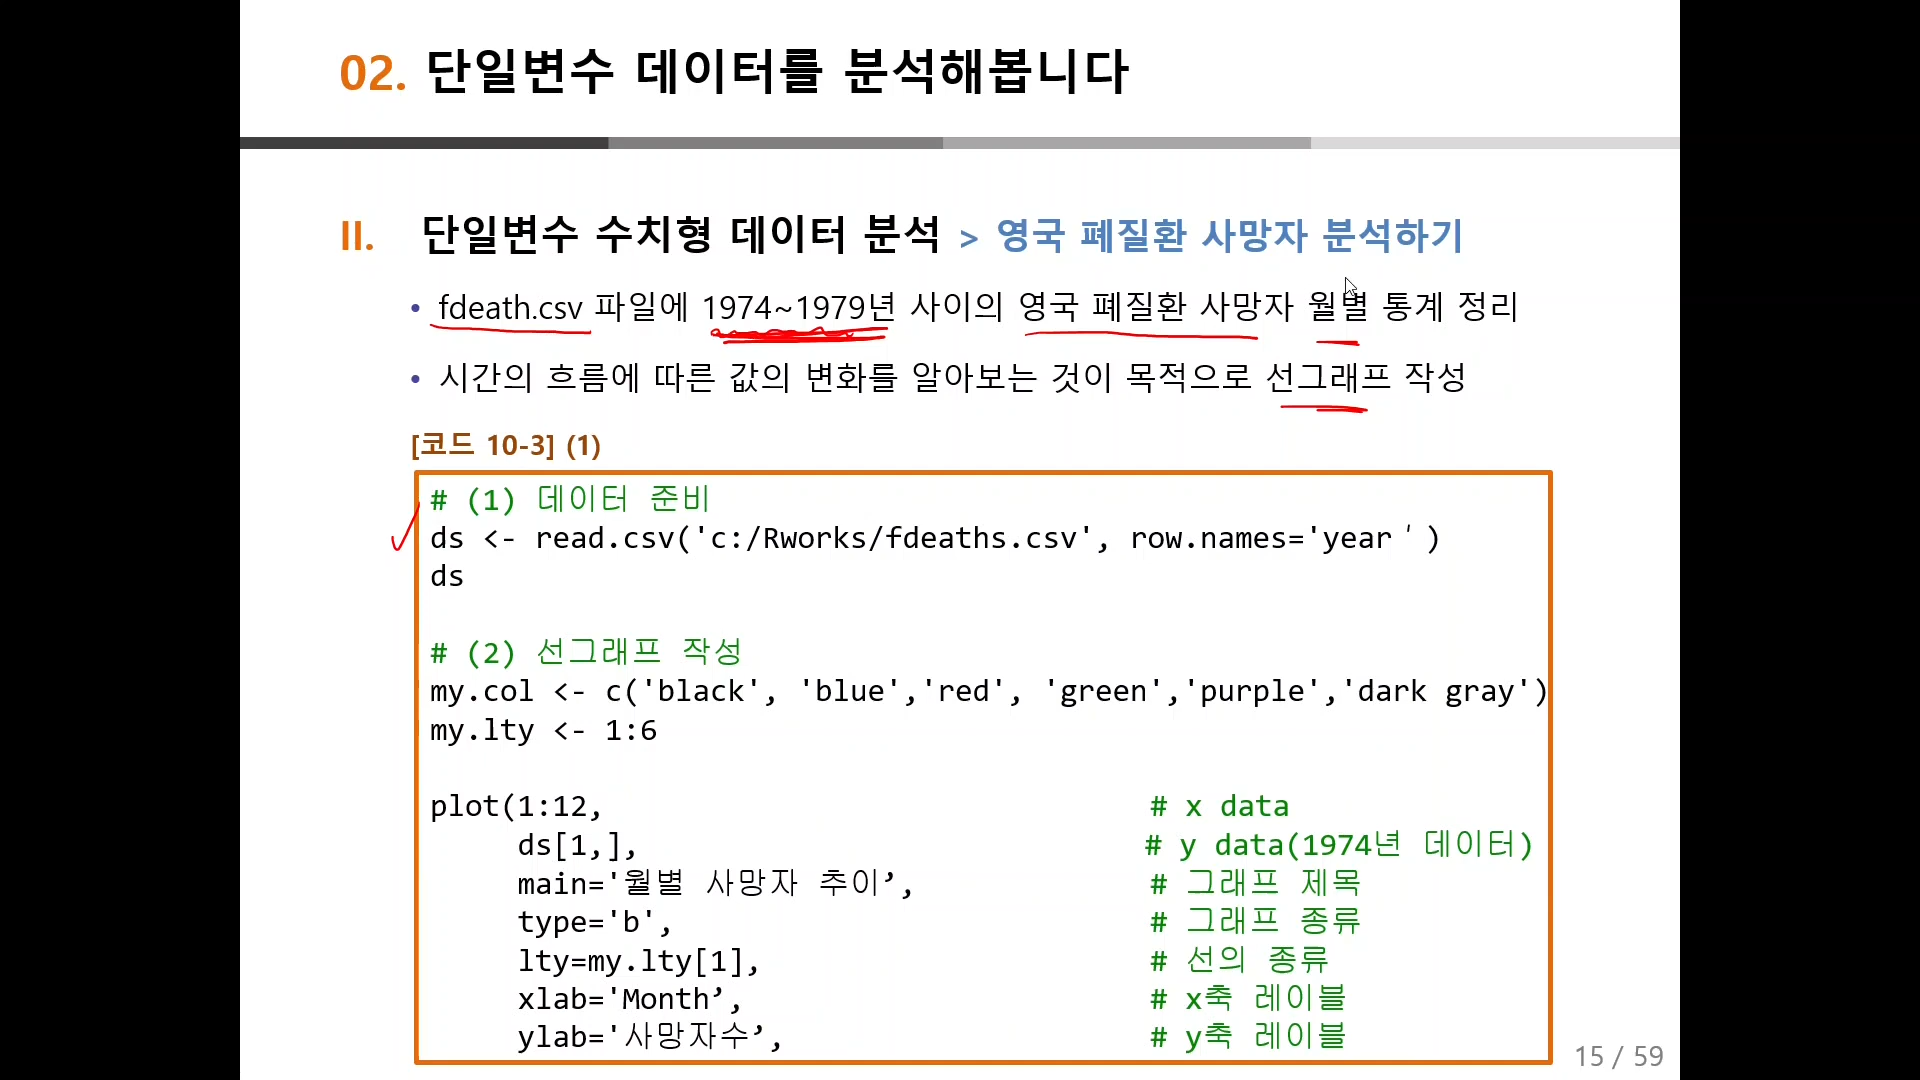 02. 단일변수 데이터를 분석해봅니다
II. 단일변수 수치형 데이터 분석 > 영국 폐질환 사망자 분석하기
• fdeath.csv 파일에 1974~1979년 사이의 영국 폐질환 사망자 월별 통계 정리
• 시간의 흐름에 따른 값의 변화를 알아보는 것이 목적으로 선그래프 작성
[코드 10-3] (1)
# (1) 데이터 준비
ds <- read.csv('c:/Rworks/fdeaths.csv', row.names='year＇)
ds
# (2) 선그래프 작성
my.col <- c('black', 'blue','red', 'green','purple','dark gray')
my.lty <- 1:6
plot(1:12, # x data
ds[1,], # y data(1974년 데이터)
main='월별 사망자 추이’, # 그래프 제목
type='b', # 그래프 종류
lty=my.lty[1], # 선의 종류
xlab='Month’, # x축 레이블
ylab='사망자수’, # y축 레이블
15 / 59